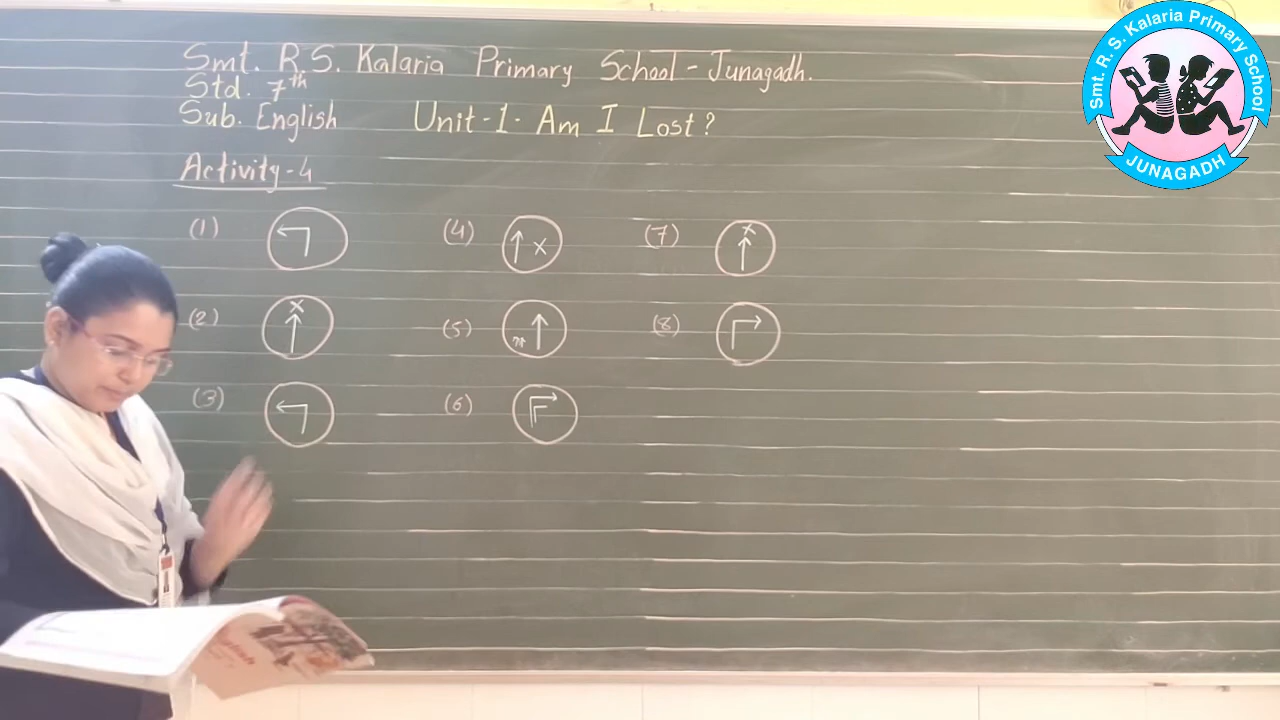 Smt. R.S. Kalaria Primary School - Junagadh.
Std. 7th
Sub. English Unit-1. Am I Lost?
Activity-4
(1) (4) (7)
(2) (5) (8)
(3) (6)
Smt. R. S. Kalaria Primary School
JUNAGADH